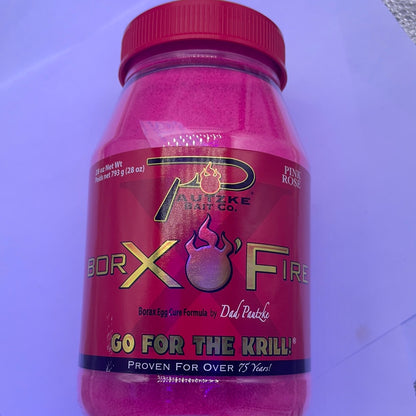 28 oz Net Wt
Poids net 793 g (28 oz)
PAUTZKE
BAIT CO.
PINK
ROSE
BORX O' FIRE
Borax Egg Cure Formula by Dad Pautzke
GO FOR THE KRILL!®
PROVEN FOR OVER 75 Years!